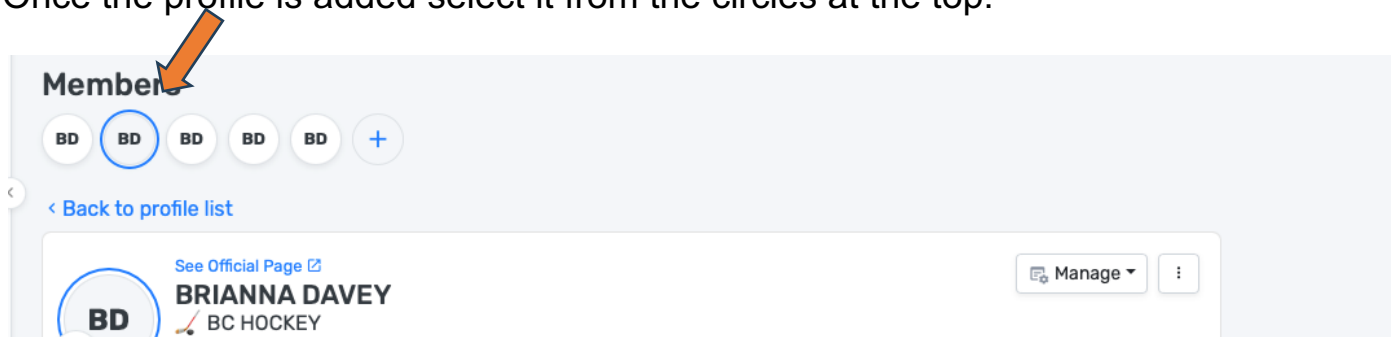 Once the profile is added select it from the circles at the top.
Members
BD BD BD BD BD +
< Back to profile list
See Official Page
BRIANNA DAVEY
Manage
BD
BC HOCKEY